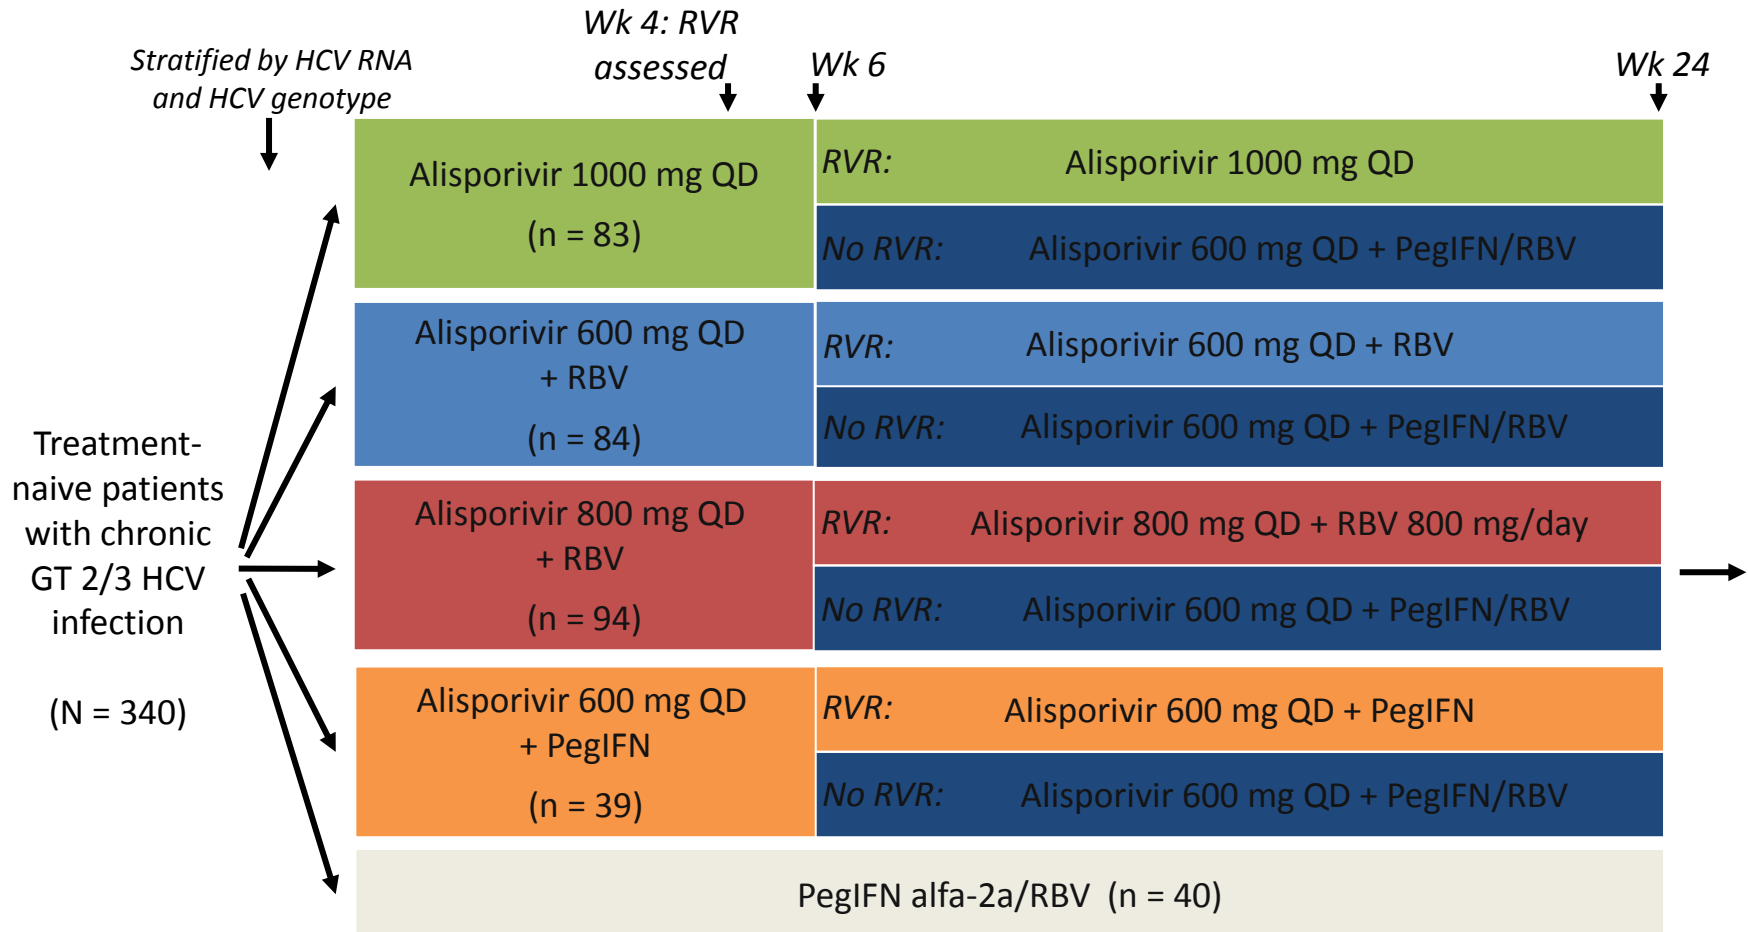 Stratified by HCV RNA
and HCV genotype
Wk 4: RVR
assessed
Wk 6
Wk 24
Treatment-
naive patients
with chronic
GT 2/3 HCV
infection
(N = 340)
Alisporivir 1000 mg QD
(n = 83)
RVR: Alisporivir 1000 mg QD
No RVR: Alisporivir 600 mg QD + PegIFN/RBV
Alisporivir 600 mg QD
+ RBV
(n = 84)
RVR: Alisporivir 600 mg QD + RBV
No RVR: Alisporivir 600 mg QD + PegIFN/RBV
Alisporivir 800 mg QD
+ RBV
(n = 94)
RVR: Alisporivir 800 mg QD + RBV 800 mg/day
No RVR: Alisporivir 600 mg QD + PegIFN/RBV
Alisporivir 600 mg QD
+ PegIFN
(n = 39)
RVR: Alisporivir 600 mg QD + PegIFN
No RVR: Alisporivir 600 mg QD + PegIFN/RBV
PegIFN alfa-2a/RBV (n = 40)